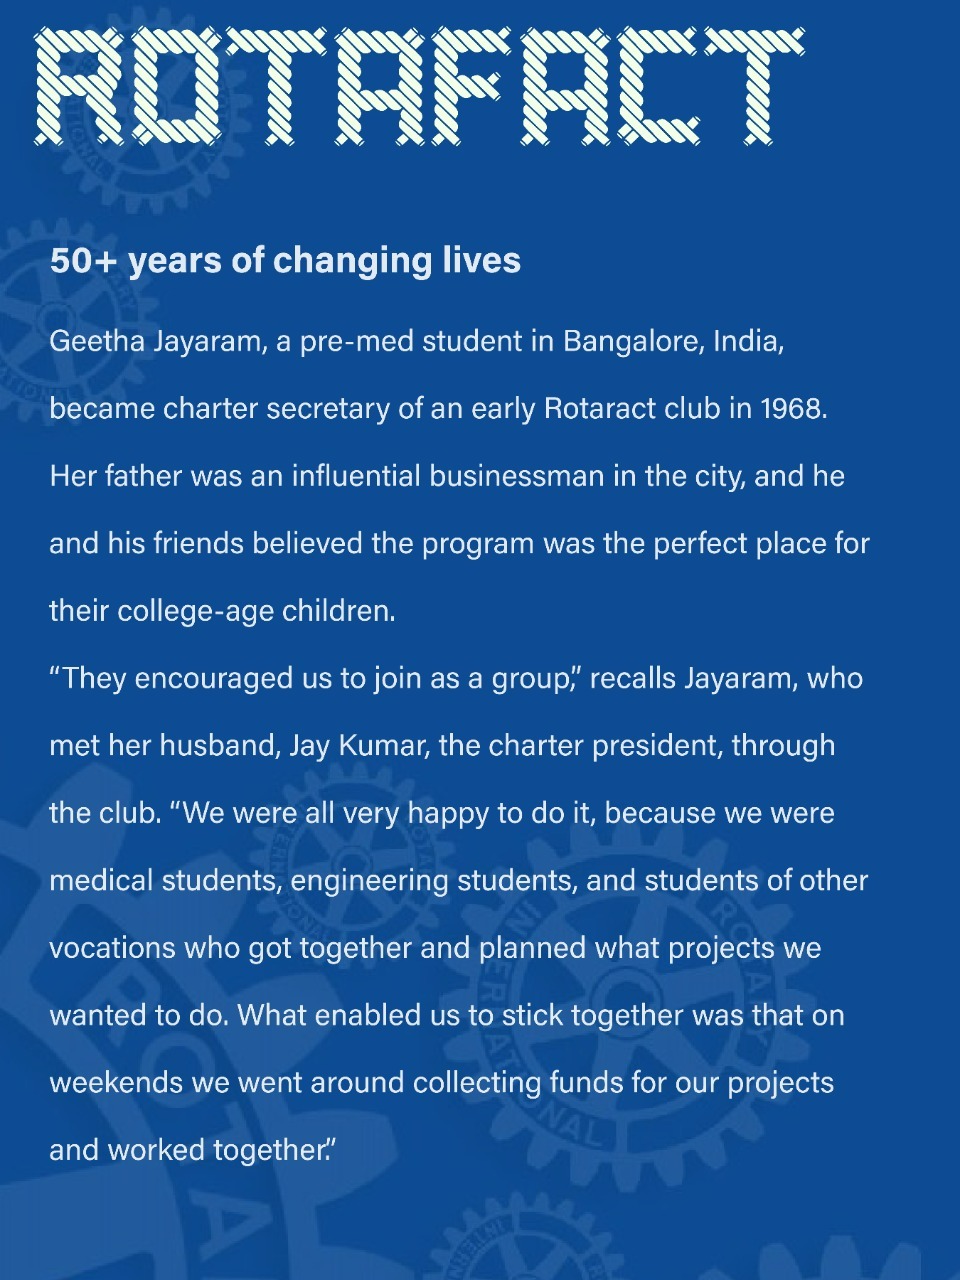 ROTAFACT
50+ years of changing lives
Geetha Jayaram, a pre-med student in Bangalore, India,
became charter secretary of an early Rotaract club in 1968.
Her father was an influential businessman in the city, and he
and his friends believed the program was the perfect place for
their college-age children.
“They encouraged us to join as a group,” recalls Jayaram, who
met her husband, Jay Kumar, the charter president, through
the club. “We were all very happy to do it, because we were
medical students, engineering students, and students of other
vocations who got together and planned what projects we
wanted to do. What enabled us to stick together was that on
weekends we went around collecting funds for our projects
and worked together.”
ROTARY
INTERNATIONAL